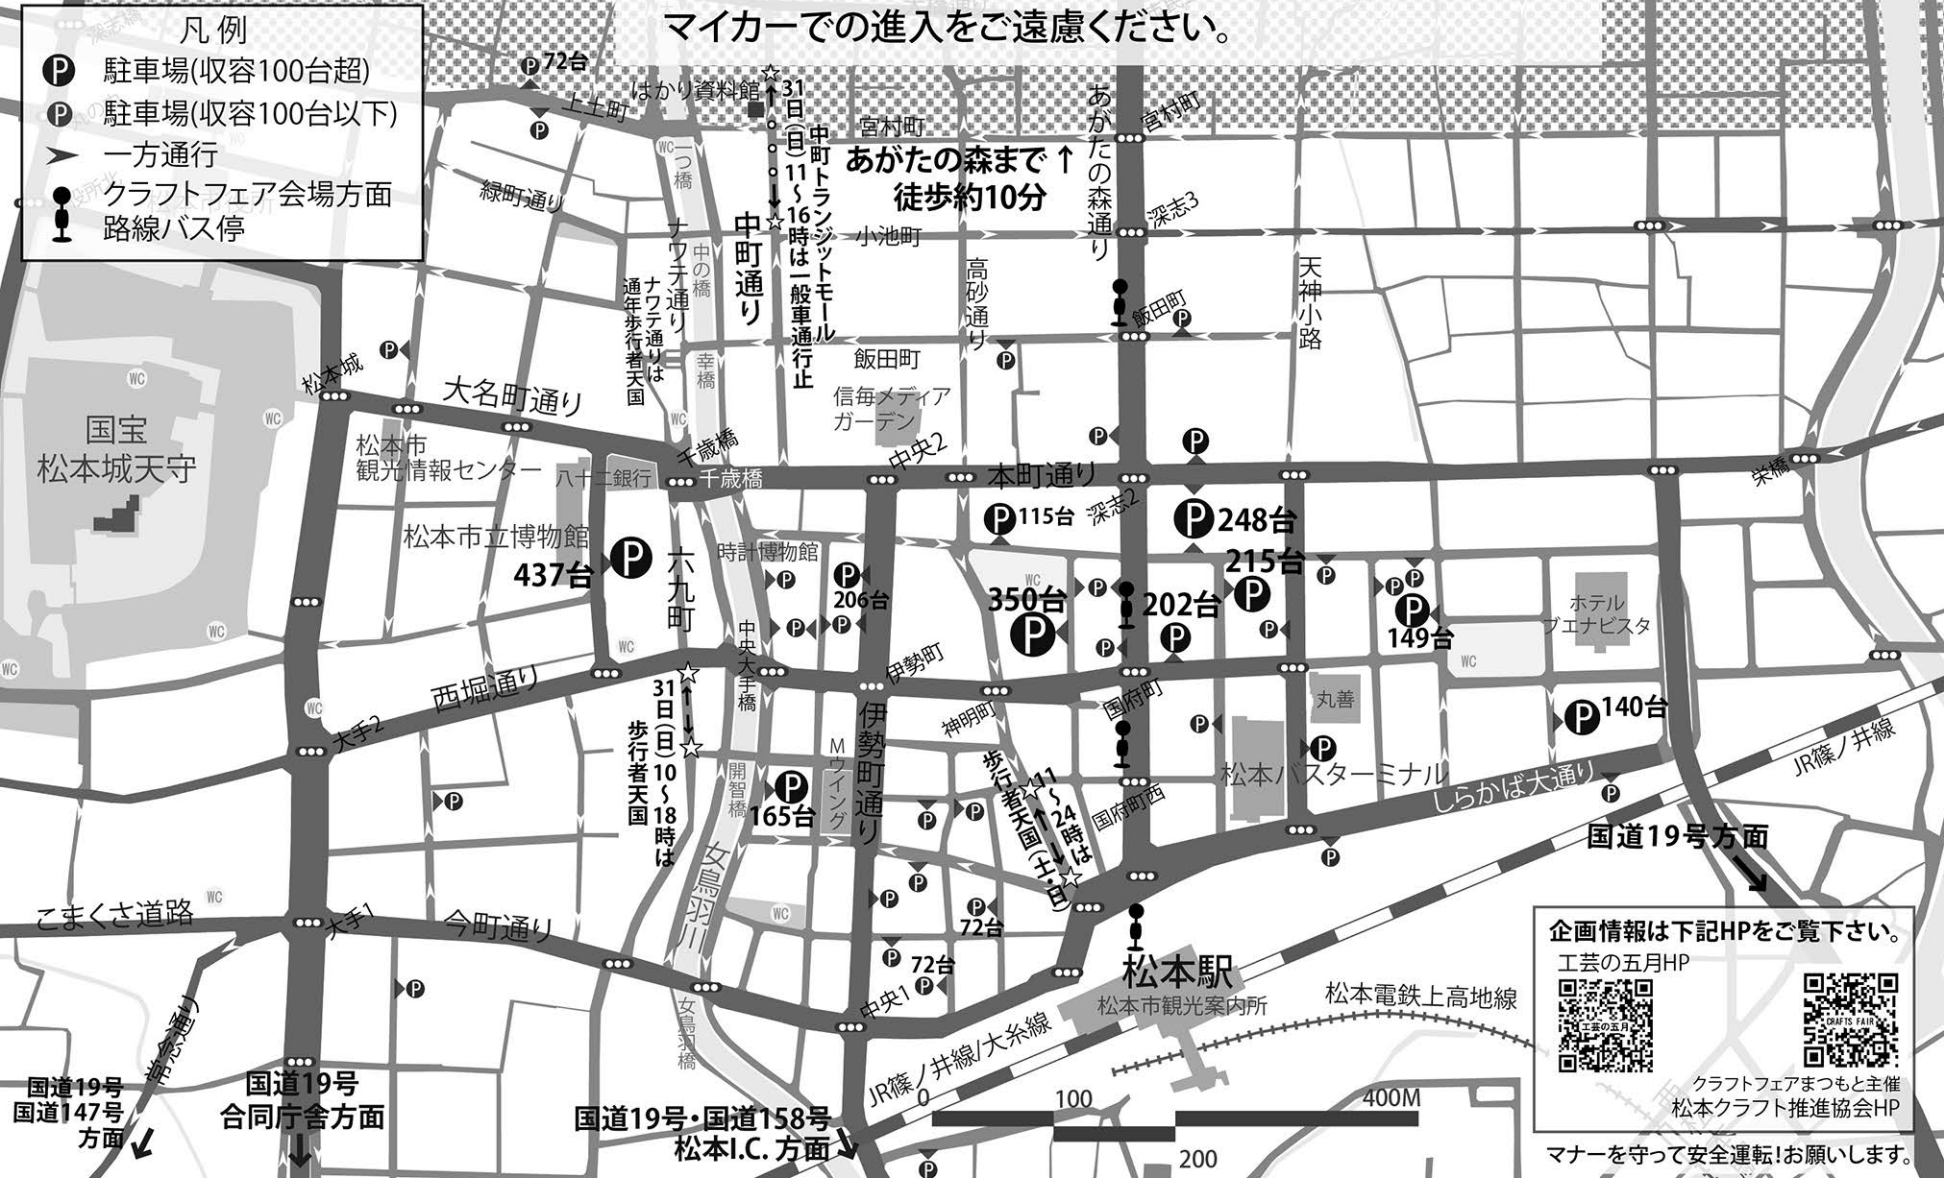 マイカーでの進入をご遠慮ください。
凡例
P 駐車場(収容100台超)
P 駐車場(収容100台以下)
一方通行
クラフトフェア会場方面
路線バス停
P 72台
P
上土町
はかり資料館
31日(日)11〜16時は一般車通行止
中町トランジットモール
宮村町
宮村町
あがたの森まで↑
徒歩約10分
あがたの森通り
緑町通り
WC
一つ橋
ナワテ通り
中の橋
中町通り
小池町
深志3
高砂通り
天神小路
ナワテ通りは
通年歩行者天国
幸橋
飯田町
飯田町
P
P
P
松本城
大名町通り
信毎メディア
ガーデン
WC
WC
WC
WC
国宝
松本城天守
松本市
観光情報センター
八十二銀行
千歳橋
千歳橋
中央2
本町通り
深志2
P
P
栄橋
松本市立博物館
P
437台
六九町
時計博物館
P 115台
P 248台
P 215台
P
206台
P
P
P
WC
350台
P
P
P
202台
P
P
P
P
P
P
149台
ホテル
ブエナビスタ
WC
WC
WC
中央大手橋
伊勢町
西堀通り
WC
大手2
31日(日)10〜18時は
歩行者天国
開智橋
P
165台
Mウイング
伊勢町通り
神明町
国府町
国府町西
11〜24時は
歩行者天国(土・日)
P
丸善
P
松本バスターミナル
P 140台
しらかば大通り
P
P
JR篠ノ井線
国道19号方面
P
P
P
P
P
P
72台
P
72台
P
女鳥羽川
WC
WC
こまくさ道路
大手1
今町通り
P
女鳥羽橋
中央1
松本駅
松本市観光案内所
松本電鉄上高地線
JR篠ノ井線/大糸線
常念通り
国道19号
国道147号
方面
国道19号
合同庁舎方面
国道19号・国道158号
松本I.C. 方面
P
0
100
200
400M
企画情報は下記HPをご覧下さい。
工芸の五月HP
工芸の五月
CRAFTS FAIR
クラフトフェアまつもと主催
松本クラフト推進協会HP
マナーを守って安全運転!お願いします。